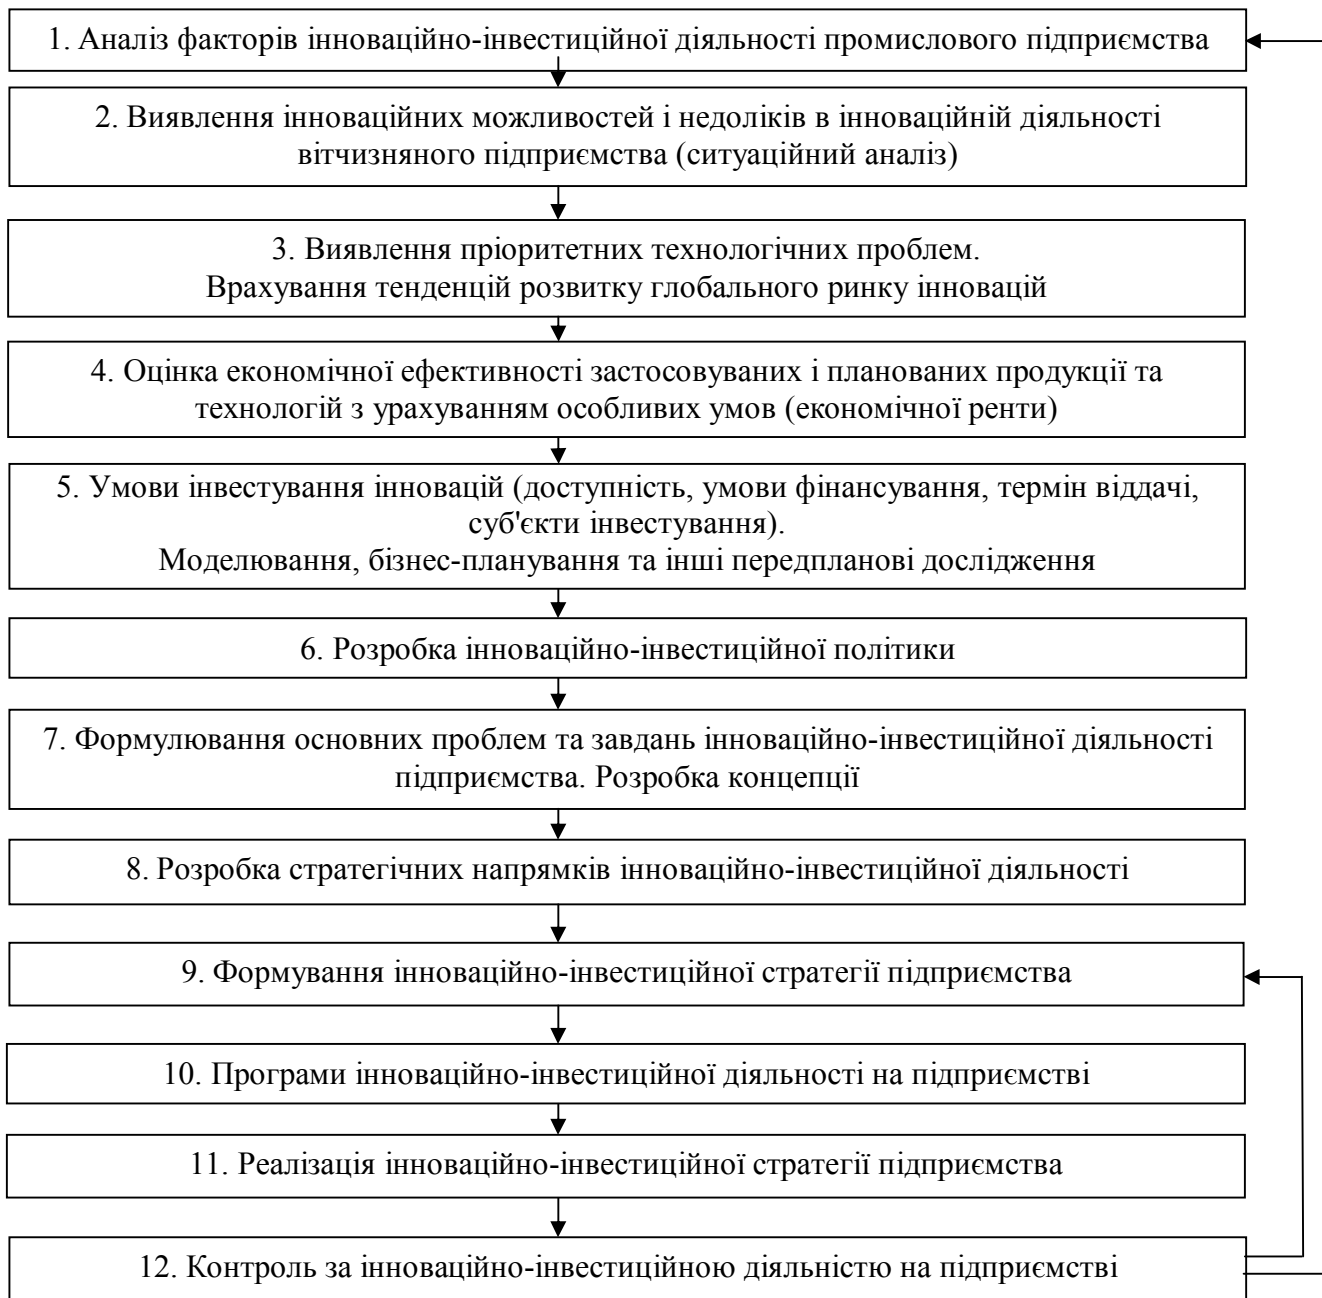 1. Аналіз факторів інноваційно-інвестиційної діяльності промислового підприємства
2. Виявлення інноваційних можливостей і недоліків в інноваційній діяльності
вітчизняного підприємства (ситуаційний аналіз)
3. Виявлення пріоритетних технологічних проблем.
Врахування тенденцій розвитку глобального ринку інновацій
4. Оцінка економічної ефективності застосовуваних і планованих продукції та
технологій з урахуванням особливих умов (економічної ренти)
5. Умови інвестування інновацій (доступність, умови фінансування, термін віддачі,
суб'єкти інвестування).
Моделювання, бізнес-планування та інші передпланові дослідження
6. Розробка інноваційно-інвестиційної політики
7. Формулювання основних проблем та завдань інноваційно-інвестиційної діяльності
підприємства. Розробка концепції
8. Розробка стратегічних напрямків інноваційно-інвестиційної діяльності
9. Формування інноваційно-інвестиційної стратегії підприємства
10. Програми інноваційно-інвестиційної діяльності на підприємстві
11. Реалізація інноваційно-інвестиційної стратегії підприємства
12. Контроль за інноваційно-інвестиційною діяльністю на підприємстві